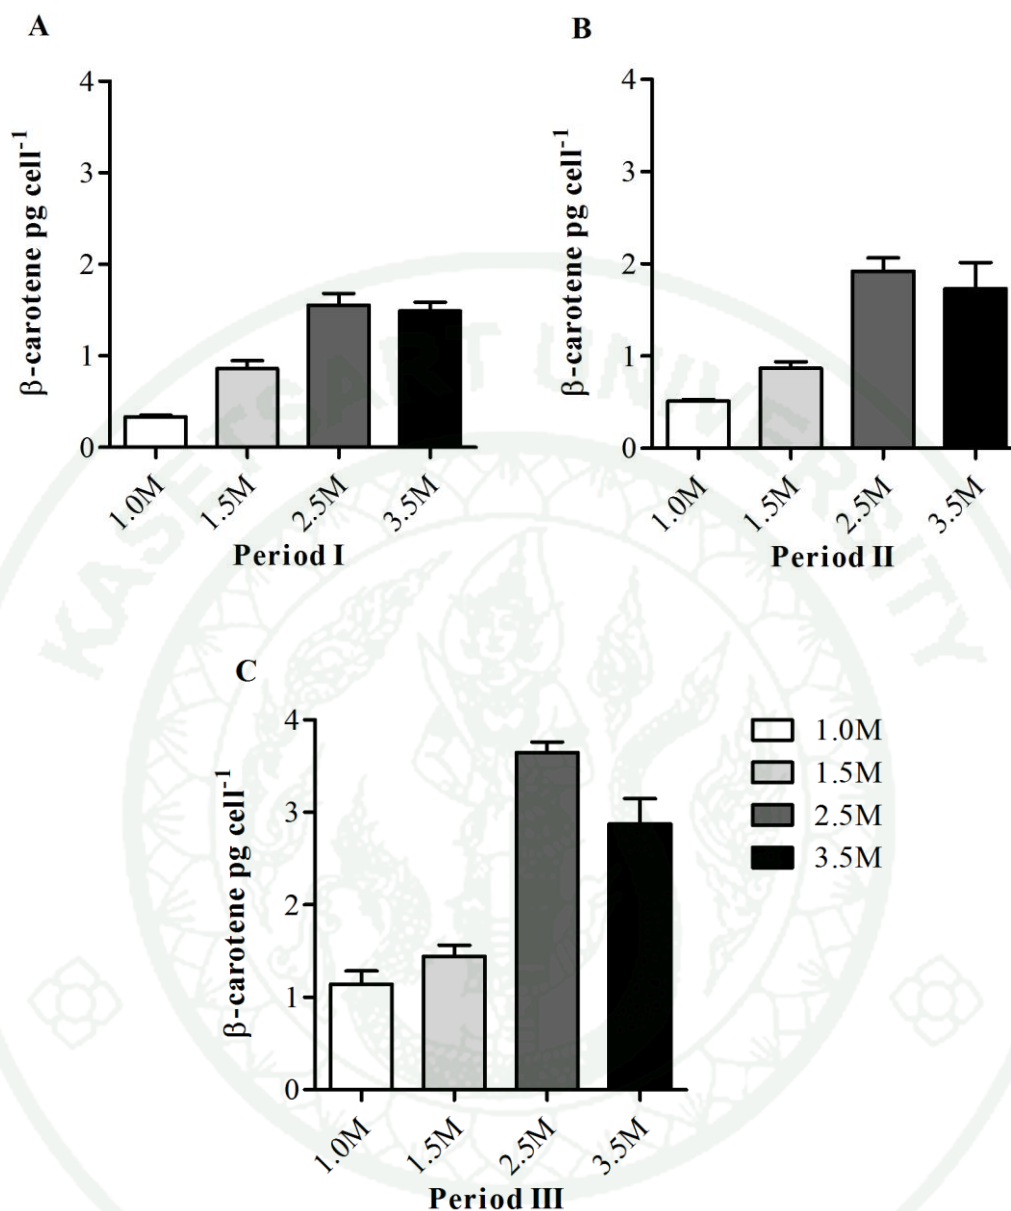 A
B
β-carotene pg cell⁻¹
4
3
2
1
0
1.0M
1.5M
2.5M
3.5M
Period I
β-carotene pg cell⁻¹
4
3
2
1
0
1.0M
1.5M
2.5M
3.5M
Period II
KASETSART UNIVERSITY
C
β-carotene pg cell⁻¹
4
3
2
1
0
1.0M
1.5M
2.5M
3.5M
Period III
1.0M
1.5M
2.5M
3.5M